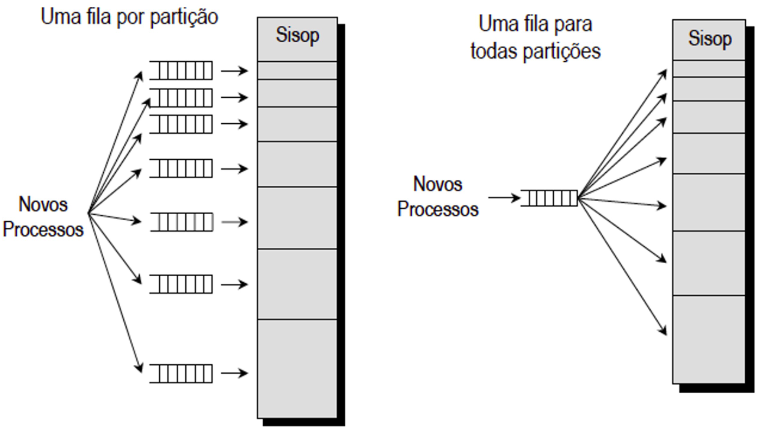 Uma fila por partição
Sisop
Novos
Processos
Uma fila para
todas partições
Sisop
Novos
Processos